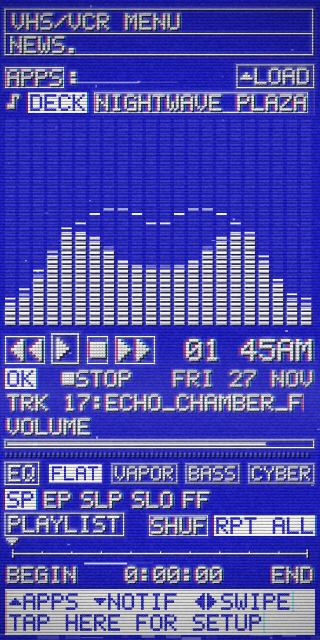 VHS/VCR MENU
NEWS.
APPS: LOAD
DECK NIGHTWAVE PLAZA
01 45AM
OK STOP FRI 27 NOV
TRK 17:ECHO_CHAMBER_F
VOLUME
EQ FLAT VAPOR BASS CYBER
SP EP SLP SLO FF
PLAYLIST SHUF RPT ALL
BEGIN 0:00:00 END
APPS NOTIF SWIPE
TAP HERE FOR SETUP